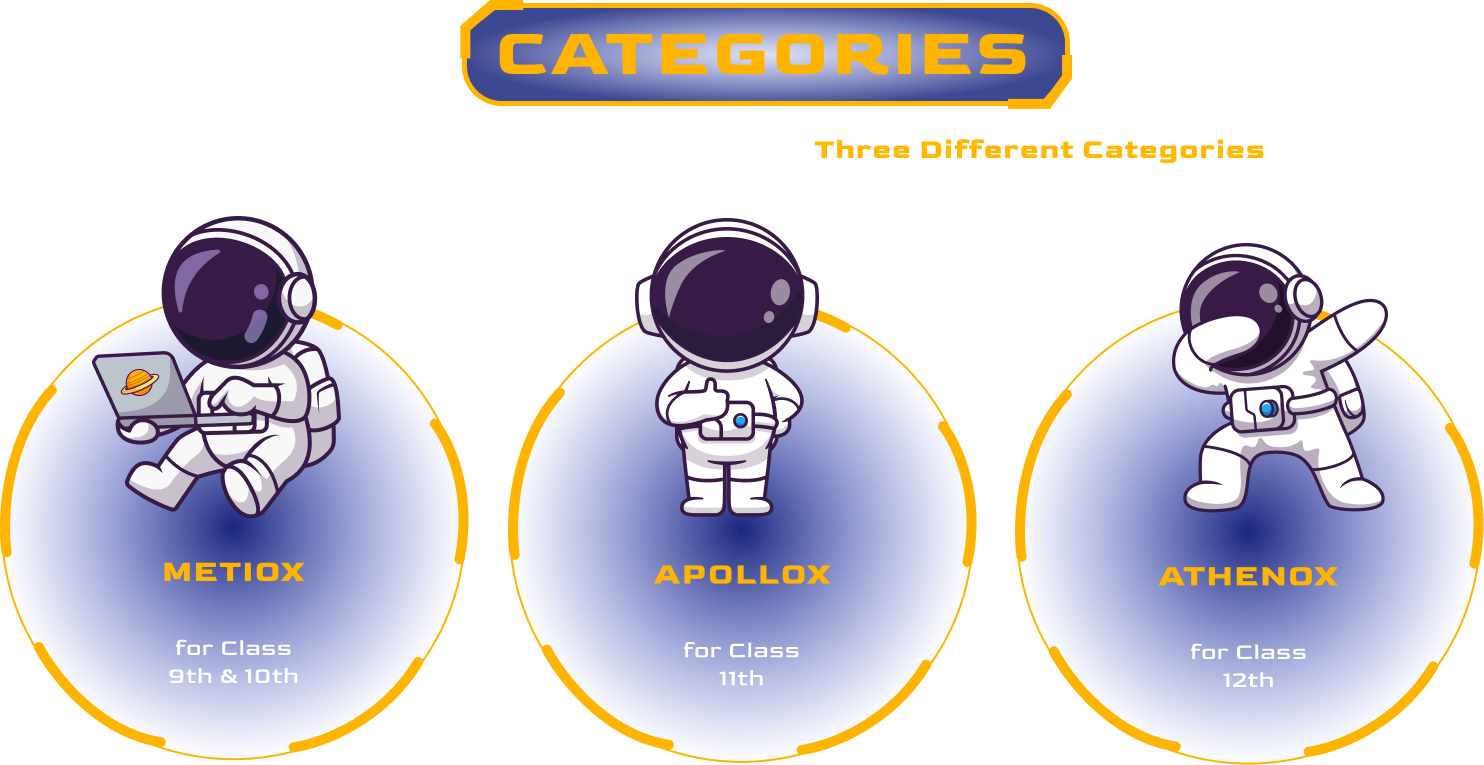 CATEGORIES
Three Different Categories
METIOX
for Class
9th & 10th
APOLLOX
for Class
11th
ATHENOX
for Class
12th